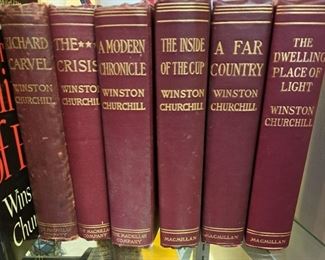 RICHARD
CARVEL
WINSTON
CHURCHILL
THE
CRISIS
WINSTON
CHURCHILL
A MODERN
CHRONICLE
WINSTON
CHURCHILL
THE MACMILLAN
COMPANY
THE INSIDE
OF THE CUP
WINSTON
CHURCHILL
MACMILLAN
A FAR
COUNTRY
WINSTON
CHURCHILL
MACMILLAN
THE
DWELLING
PLACE OF
LIGHT
WINSTON
CHURCHILL
MACMILLAN